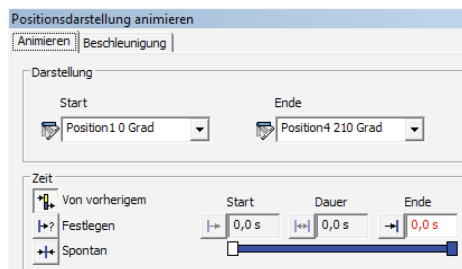 Positionsdarstellung animieren
Animieren Beschleunigung
Darstellung
Start Ende
Position1 0 Grad Position4 210 Grad
Zeit
Von vorherigem Start Dauer Ende
Festlegen 0,0 s 0,0 s 0,0 s
Spontan